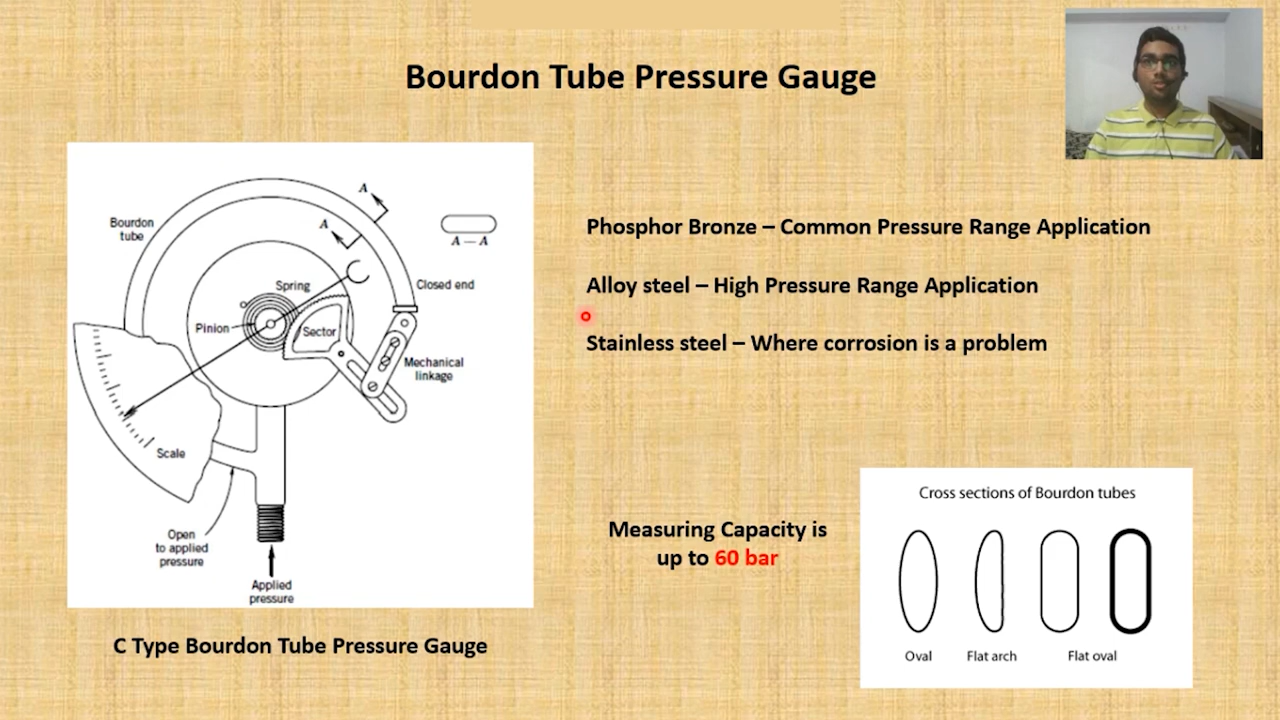 Bourdon Tube Pressure Gauge
A
A
Bourdon
tube
A — A
Spring
Closed end
Pinion
Sector
Mechanical
linkage
Scale
Open
to applied
pressure
Applied
pressure
C Type Bourdon Tube Pressure Gauge
Phosphor Bronze – Common Pressure Range Application
Alloy steel – High Pressure Range Application
Stainless steel – Where corrosion is a problem
Measuring Capacity is
up to 60 bar
Cross sections of Bourdon tubes
Oval Flat arch Flat oval